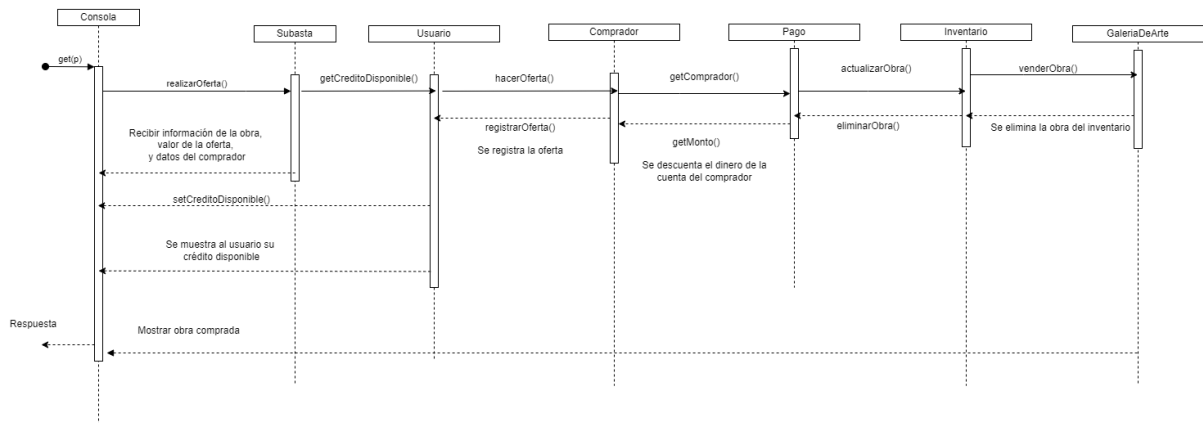 Consola
Subasta
Usuario
Comprador
Pago
Inventario
GaleriaDeArte
get(p)
realizarOferta()
getCreditoDisponible()
hacerOferta()
getComprador()
actualizarObra()
venderObra()
Recibir información de la obra,
valor de la oferta,
y datos del comprador
registrarOferta()
Se registra la oferta
getMonto()
Se descuenta el dinero de la
cuenta del comprador
eliminarObra()
Se elimina la obra del inventario
setCreditoDisponible()
Se muestra al usuario su
crédito disponible
Respuesta
Mostrar obra comprada